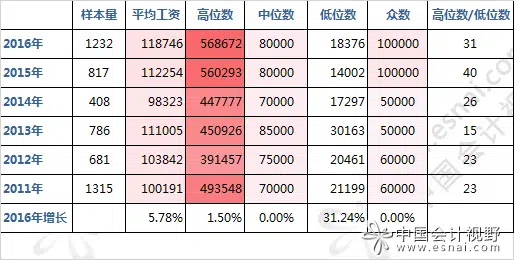 样本量 平均工资 高位数 中位数 低位数 众数 高位数/低位数
2016年 1232 118746 568672 80000 18376 100000 31
2015年 817 112254 560293 80000 14002 100000 40
2014年 408 98323 447777 70000 17297 50000 26
2013年 786 111005 450926 85000 30163 50000 15
2012年 681 103842 391457 75000 20461 60000 23
2011年 1315 100191 493548 70000 21199 60000 23
2016年增长 5.78% 1.50% 0.00% 31.24% 0.00%
中国会计视野
www.esnai.com